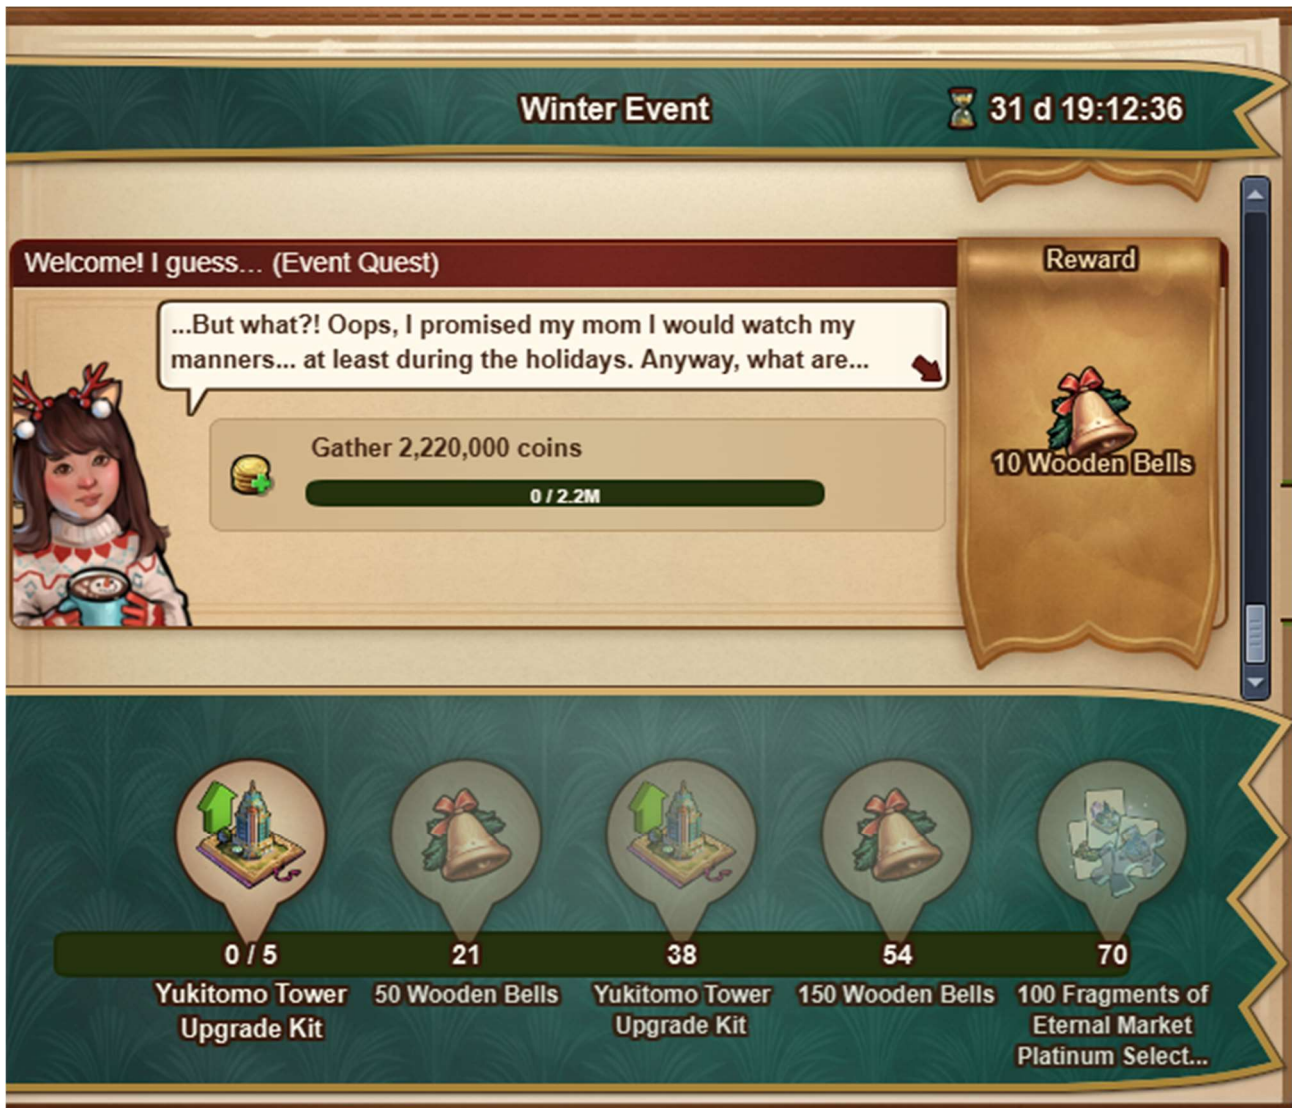 Winter Event
31 d 19:12:36
Welcome! I guess... (Event Quest)
Reward
...But what?! Oops, I promised my mom I would watch my
manners... at least during the holidays. Anyway, what are...
Gather 2,220,000 coins
0 / 2.2M
10 Wooden Bells
0 / 5
21
38
54
70
Yukitomo Tower
Upgrade Kit
50 Wooden Bells
Yukitomo Tower
Upgrade Kit
150 Wooden Bells
100 Fragments of
Eternal Market
Platinum Select...